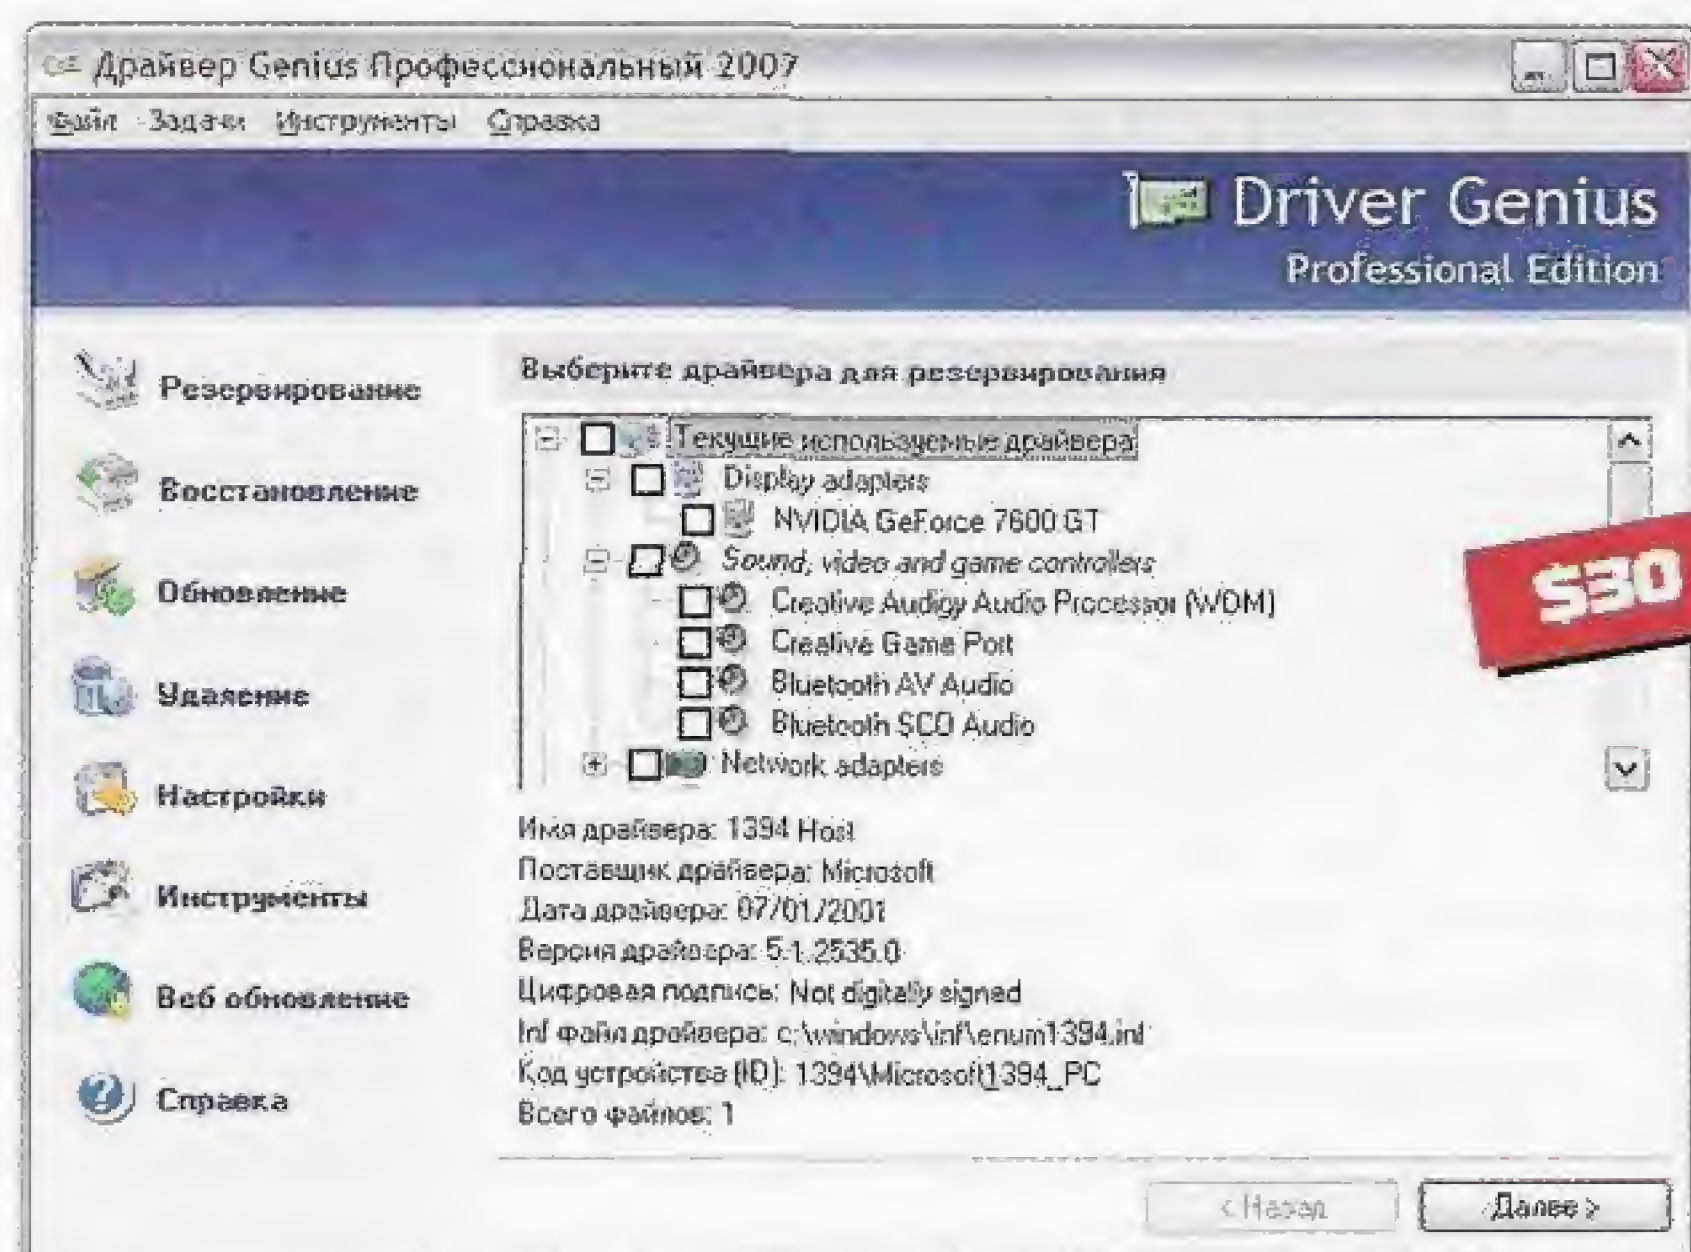 Драйвер Genius Профессиональный 2007
Файл Задачи Инструменты Справка
Driver Genius
Professional Edition
Резервирование
Восстановление
Обновление
Удаление
Настройки
Инструменты
Веб обновление
Справка
Выберите драйвера для резервирования
Текущие используемые драйвера
Display adapters
NVIDIA GeForce 7600 GT
Sound, video and game controllers
Creative Audigy Audio Processor (WDM)
Creative Game Port
Bluetooth AV Audio
Bluetooth SCO Audio
Network adapters
$30
Имя драйвера: 1394 Host
Поставщик драйвера: Microsoft
Дата драйвера: 07/01/2001
Версия драйвера: 5.1.2535.0
Цифровая подпись: Not digitally signed
Inf файл драйвера: c:\windows\inf\enum1394.inf
Код устройства (ID): 1394\Microsoft1394_PC
Всего файлов: 1
< Назад
Далее >